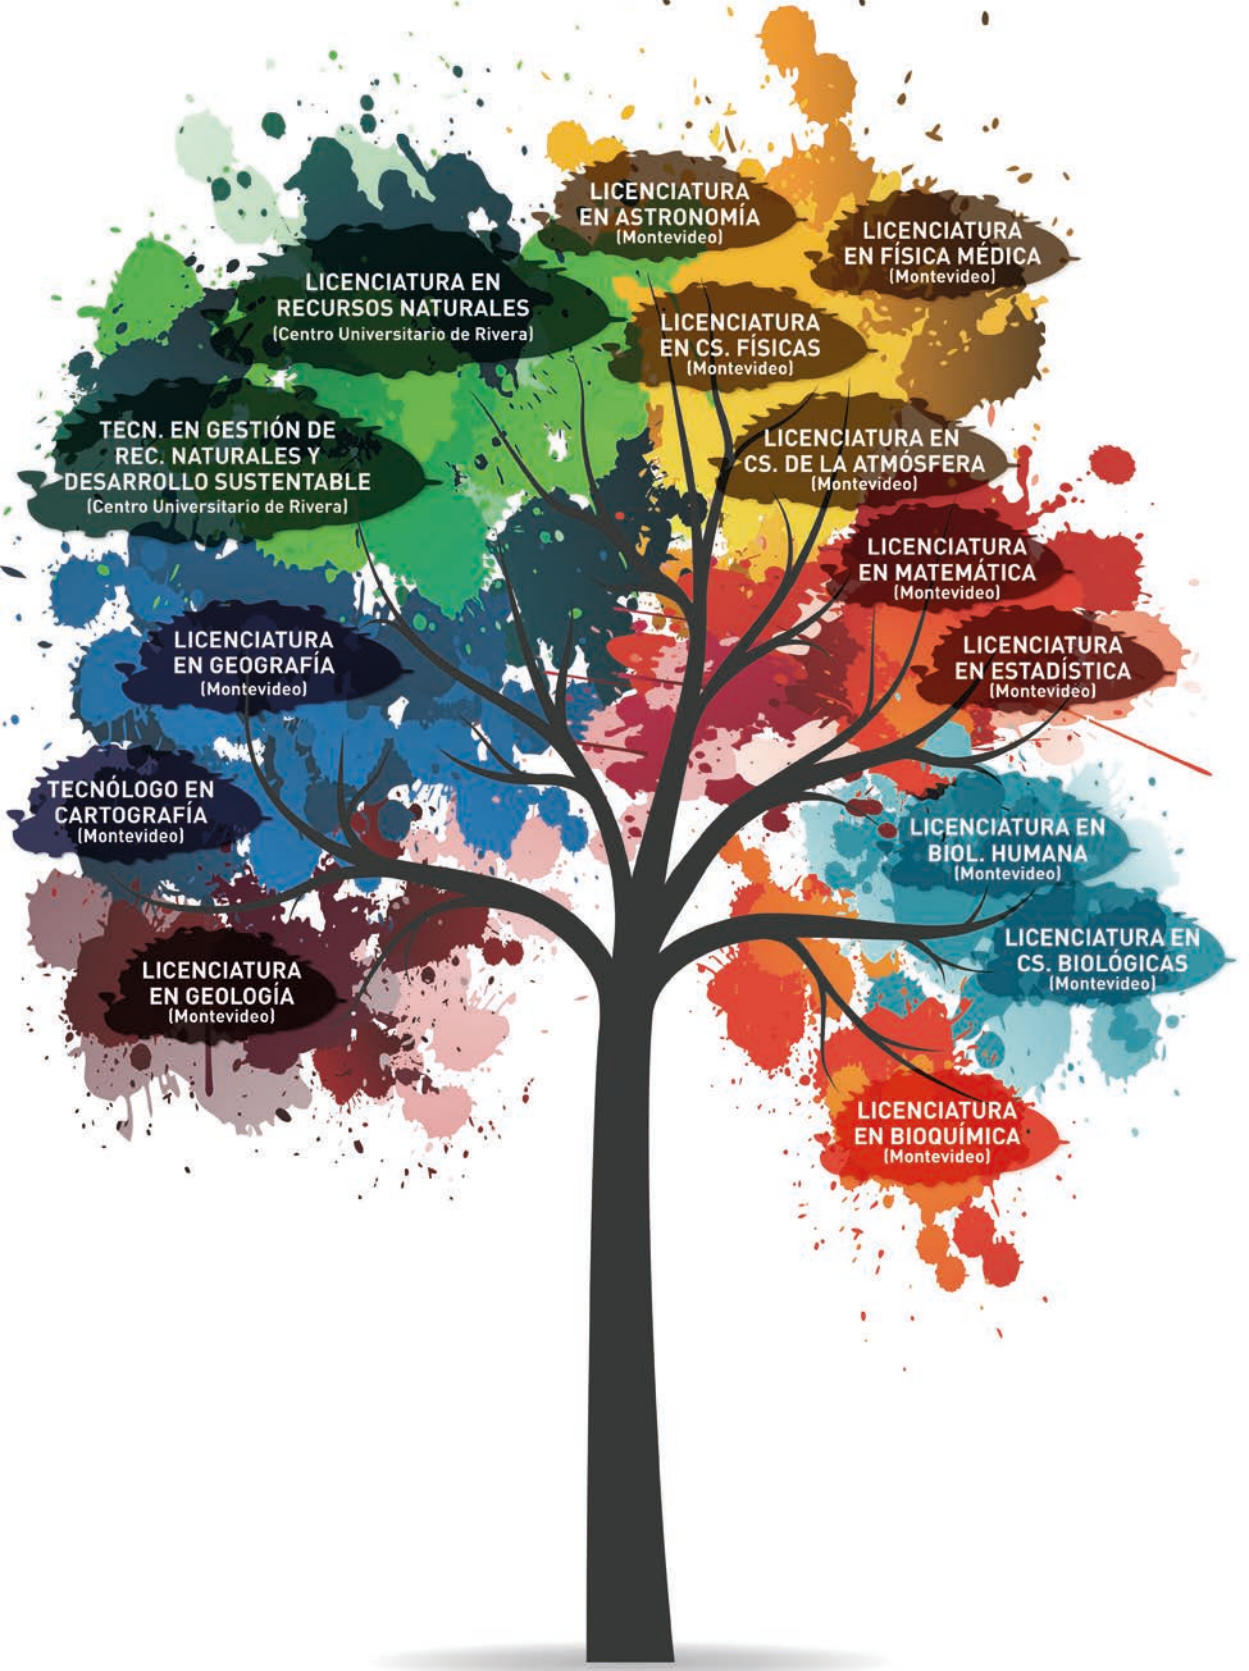 LICENCIATURA
EN ASTRONOMÍA
(Montevideo)
LICENCIATURA
EN FÍSICA MÉDICA
(Montevideo)
LICENCIATURA EN
RECURSOS NATURALES
(Centro Universitario de Rivera)
LICENCIATURA
EN CS. FÍSICAS
(Montevideo)
TECN. EN GESTIÓN DE
REC. NATURALES Y
DESARROLLO SUSTENTABLE
(Centro Universitario de Rivera)
LICENCIATURA EN
CS. DE LA ATMÓSFERA
(Montevideo)
LICENCIATURA
EN MATEMÁTICA
(Montevideo)
LICENCIATURA
EN GEOGRAFÍA
(Montevideo)
LICENCIATURA
EN ESTADÍSTICA
(Montevideo)
TECNÓLOGO EN
CARTOGRAFÍA
(Montevideo)
LICENCIATURA EN
BIOL. HUMANA
(Montevideo)
LICENCIATURA EN
CS. BIOLÓGICAS
(Montevideo)
LICENCIATURA
EN GEOLOGÍA
(Montevideo)
LICENCIATURA
EN BIOQUÍMICA
(Montevideo)